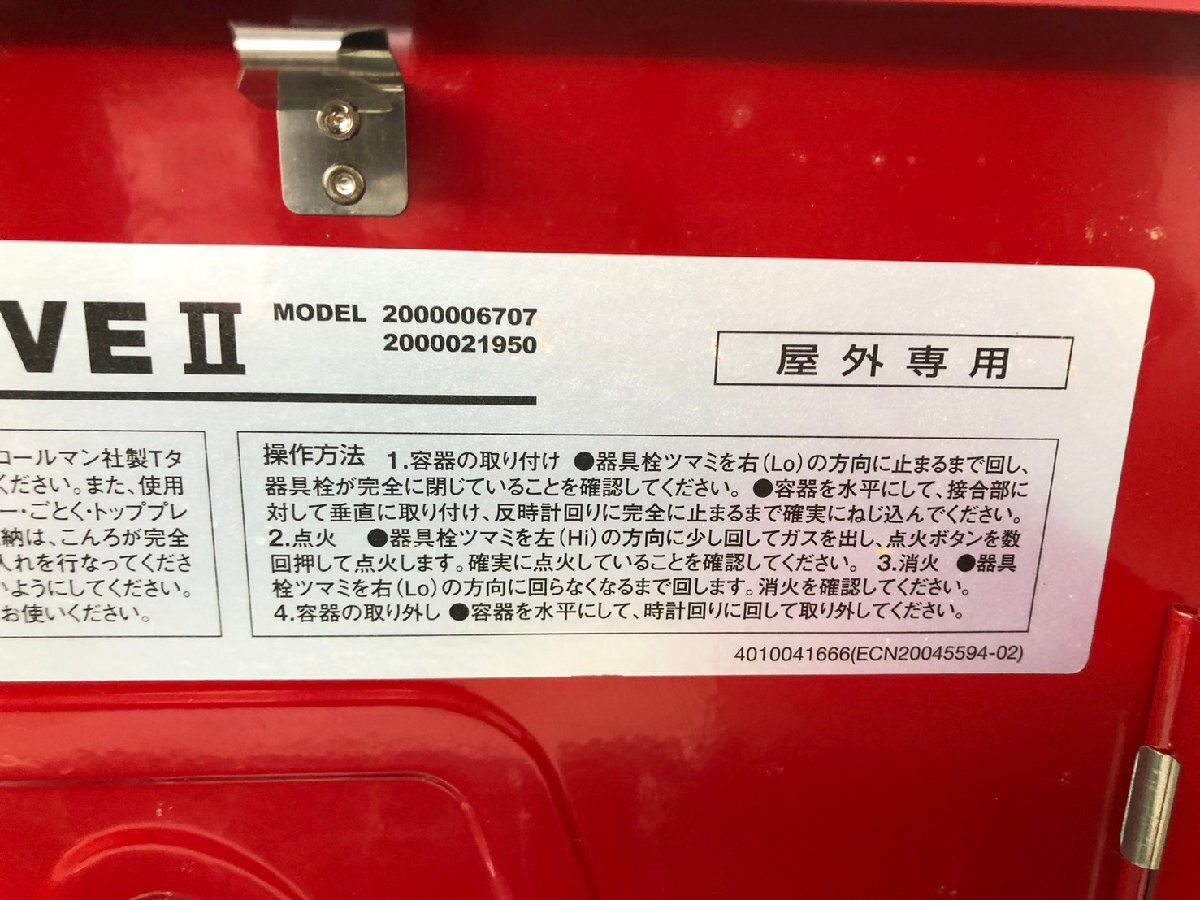 VE II
MODEL 2000006707
2000021950
屋外専用
ロールマン社製Tタ
ください。また、使用
ー・ごとく・トッププレ
納は、こんろが完全
入れを行なってくださ
いようにしてください。
お使いください。
操作方法 1.容器の取り付け ●器具栓ツマミを右(Lo)の方向に止まるまで回し、
器具栓が完全に閉じていることを確認してください。●容器を水平にして、接合部に
対して垂直に取り付け、反時計回りに完全に止まるまで確実にねじ込んでください。
2.点火 ●器具栓ツマミを左(Hi)の方向に少し回してガスを出し、点火ボタンを数
回押して点火します。確実に点火していることを確認してください。 3.消火 ●器具
栓ツマミを右(Lo)の方向に回らなくなるまで回します。消火を確認してください。
4.容器の取り外し ●容器を水平にして、時計回りに回して取り外してください。
4010041666(ECN20045594-02)